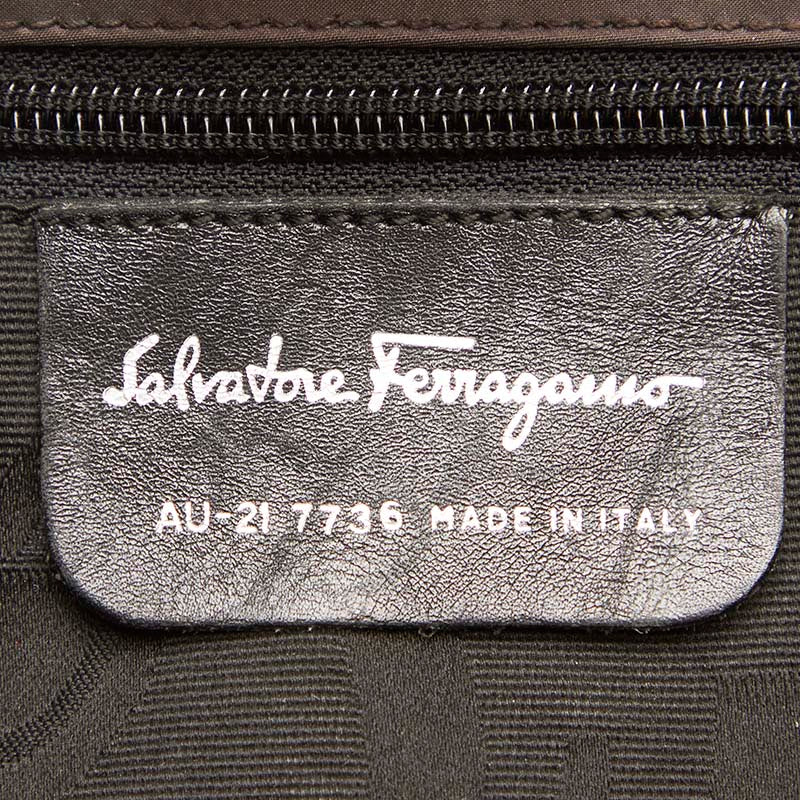 Salvatore Ferragamo
AU-21 7736 MADE IN ITALY